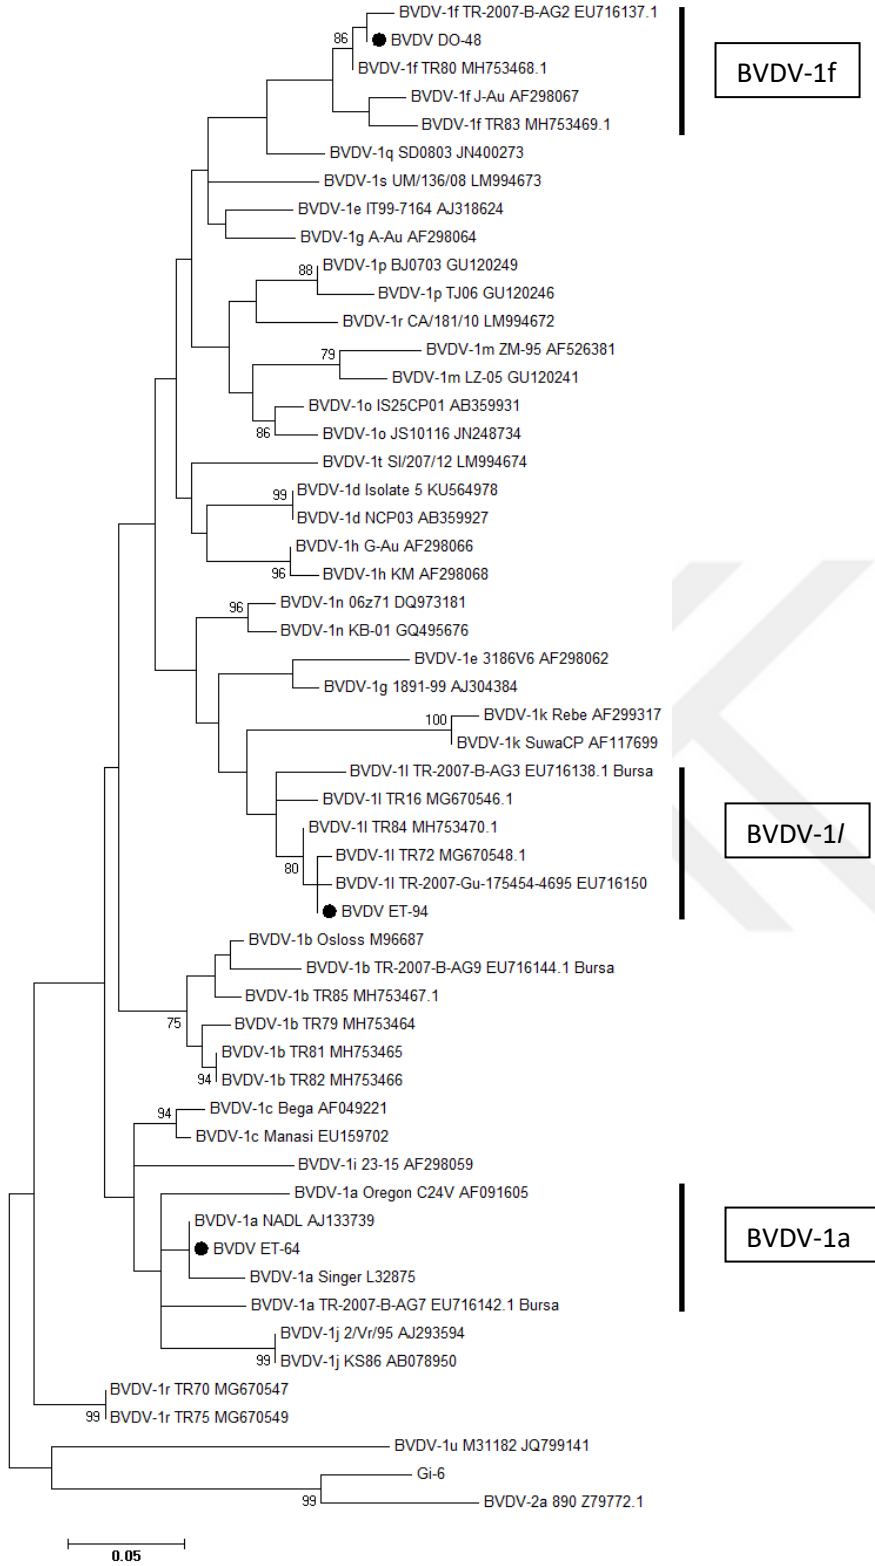 BVDV-1f TR-2007-B-AG2 EU716137.1
86
BVDV DO-48
BVDV-1f
BVDV-1f TR80 MH753468.1
BVDV-1f J-Au AF298067
BVDV-1f TR83 MH753469.1
BVDV-1q SD0803 JN400273
BVDV-1s UM/136/08 LM994673
BVDV-1e IT99-7164 AJ318624
BVDV-1g A-Au AF298064
88
BVDV-1p BJ0703 GU120249
BVDV-1p TJ06 GU120246
BVDV-1r CA/181/10 LM994672
79
BVDV-1m ZM-95 AF526381
BVDV-1m LZ-05 GU120241
BVDV-1o IS25CP01 AB359931
86
BVDV-1o JS10116 JN248734
BVDV-1t SI/207/12 LM994674
99
BVDV-1d Isolate 5 KU564978
BVDV-1d NCP03 AB359927
BVDV-1h G-Au AF298066
96
BVDV-1h KM AF298068
96
BVDV-1n 06z71 DQ973181
BVDV-1n KB-01 GQ495676
BVDV-1e 3186V6 AF298062
BVDV-1g 1891-99 AJ304384
100
BVDV-1k Rebe AF299317
BVDV-1k SuwaCP AF117699
BVDV-1l TR-2007-B-AG3 EU716138.1 Bursa
BVDV-1l TR16 MG670546.1
BVDV-1l TR84 MH753470.1
BVDV-1l
80
BVDV-1l TR72 MG670548.1
BVDV-1l TR-2007-Gu-175454-4695 EU716150
BVDV ET-94
BVDV-1b Osloss M96687
BVDV-1b TR-2007-B-AG9 EU716144.1 Bursa
BVDV-1b TR85 MH753467.1
75
BVDV-1b TR79 MH753464
BVDV-1b TR81 MH753465
94
BVDV-1b TR82 MH753466
94
BVDV-1c Bega AF049221
BVDV-1c Manasi EU159702
BVDV-1i 23-15 AF298059
BVDV-1a Oregon C24V AF091605
BVDV-1a NADL AJ133739
BVDV ET-64
BVDV-1a
BVDV-1a Singer L32875
BVDV-1a TR-2007-B-AG7 EU716142.1 Bursa
BVDV-1j 2/Vr/95 AJ293594
99
BVDV-1j KS86 AB078950
BVDV-1r TR70 MG670547
99
BVDV-1r TR75 MG670549
BVDV-1u M31182 JQ799141
Gi-6
99
BVDV-2a 890 Z79772.1
0.05